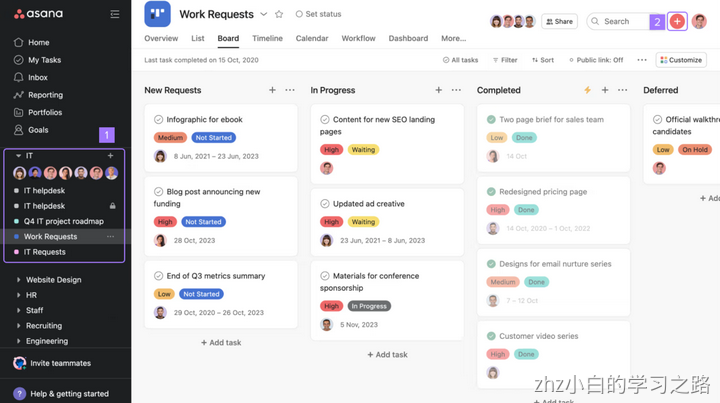 asana
Home
My Tasks
Inbox
Reporting
Portfolios
Goals
1
IT
IT helpdesk
IT helpdesk
Q4 IT project roadmap
Work Requests
IT Requests
Website Design
HR
Staff
Recruiting
Engineering
Invite teammates
? Help & getting started
Work Requests
Set status
Share
Search
2
Overview List Board Timeline Calendar Workflow Dashboard More...
Last task completed on 15 Oct, 2020
All tasks Filter Sort Public link: Off Customize
New Requests
Infographic for ebook
Medium Not Started
8 Jun, 2021 – 23 Jun, 2023
Blog post announcing new
funding
High Not Started
28 Oct, 2023
End of Q3 metrics summary
Low Not Started
29 Oct, 2020 – 26 Oct, 2023
+ Add task
In Progress
Content for new SEO landing
pages
High Waiting
Updated ad creative
High Waiting
23 Jun, 2021 – 8 Jun, 2023
Materials for conference
sponsorship
High In Progress
5 Nov, 2023
+ Add task
Completed
Two page brief for sales team
Low Done
14 Oct
Redesigned pricing page
High Done
14 Oct, 2020 – 1 Oct, 2022
Designs for email nurture series
Medium Done
7 – 12 Oct
Customer video series
High Done
+ Add task
Deferred
Official walkthr
candidates
Low On Hold
+ Add
zhz小白的学习之路